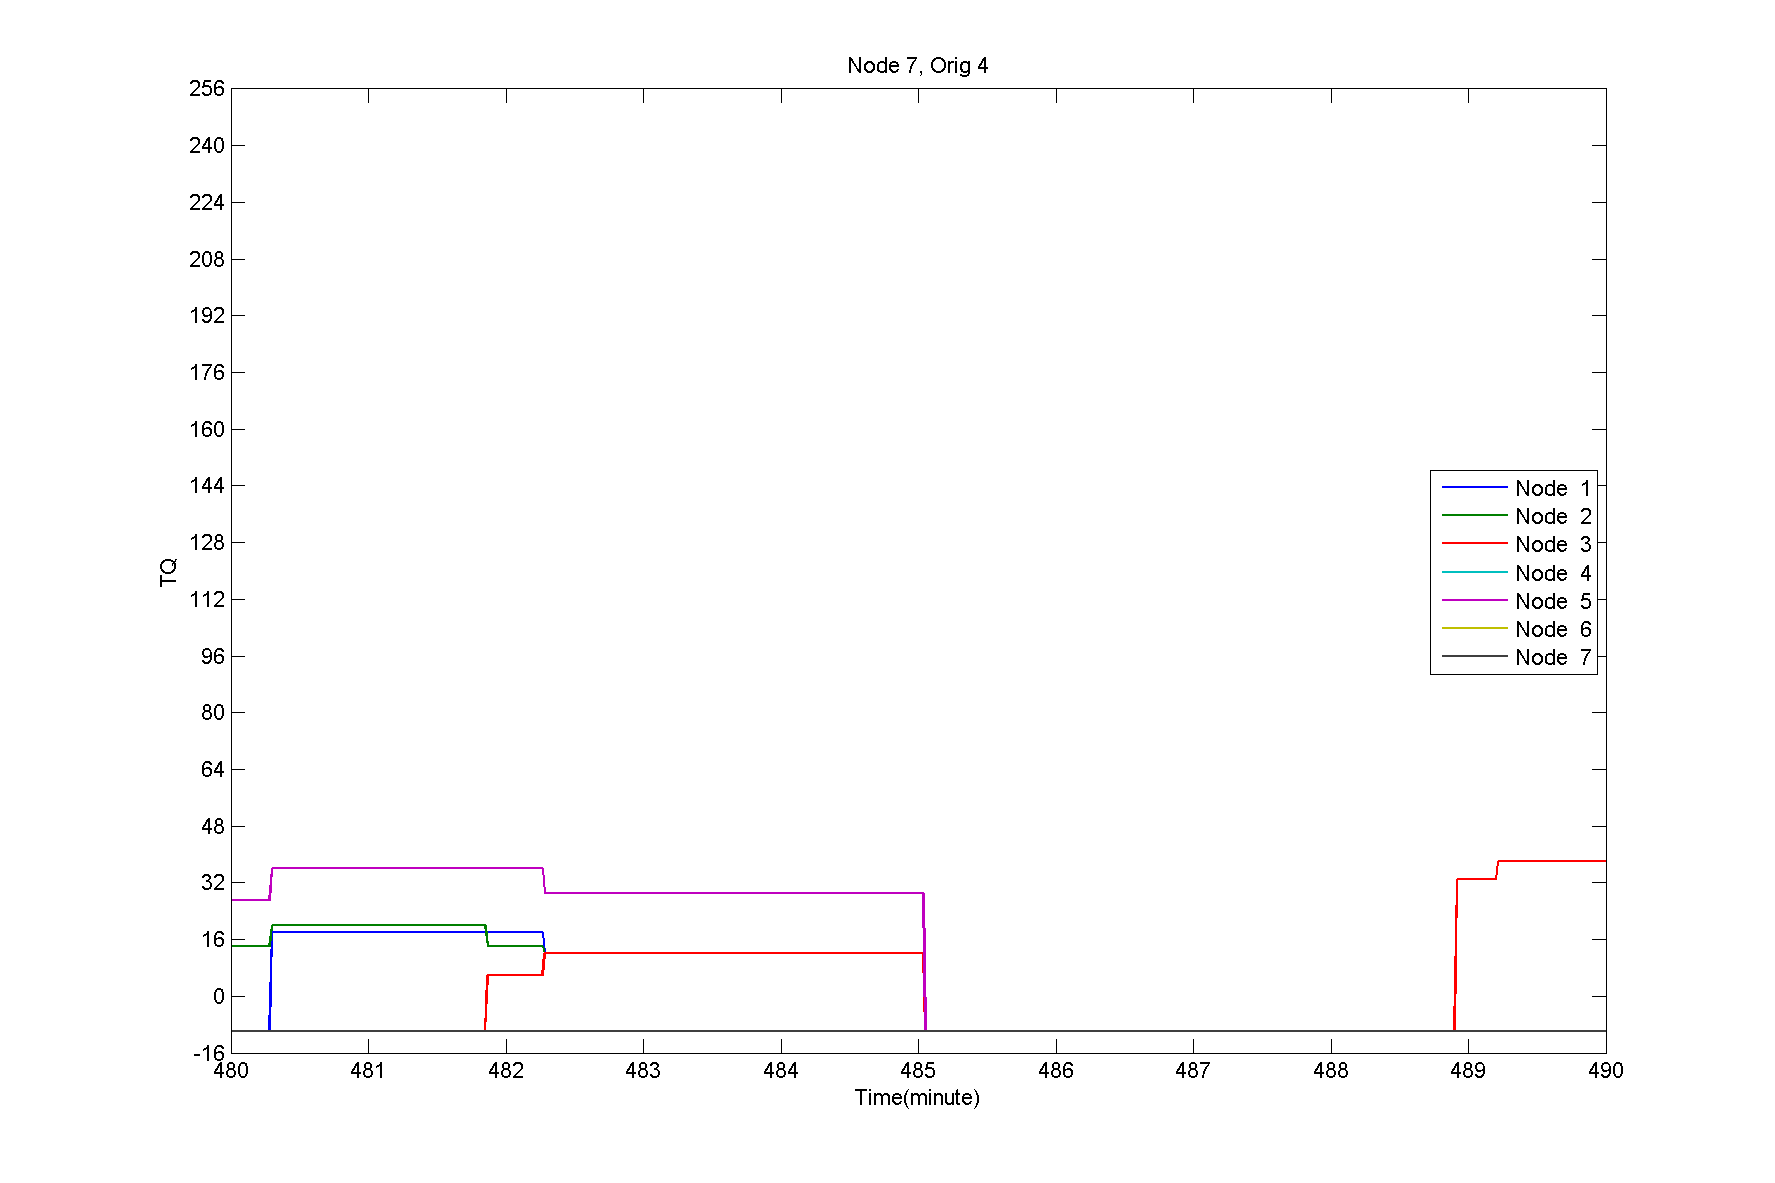 Node 7, Orig 4
256
240
224
208
192
176
160
144
128
112
96
80
64
48
32
16
0
-16
TQ
Node 1
Node 2
Node 3
Node 4
Node 5
Node 6
Node 7
480 481 482 483 484 485 486 487 488 489 490
Time(minute)